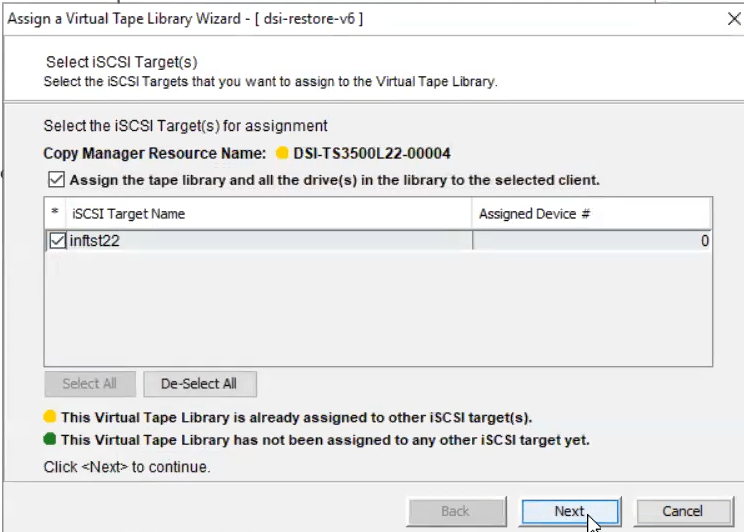 Assign a Virtual Tape Library Wizard - [ dsi-restore-v6 ]
Select iSCSI Target(s)
Select the iSCSI Targets that you want to assign to the Virtual Tape Library.
Select the iSCSI Target(s) for assignment
Copy Manager Resource Name: DSI-TS3500L22-00004
Assign the tape library and all the drive(s) in the library to the selected client.
* iSCSI Target Name Assigned Device #
inftst22 0
Select All De-Select All
This Virtual Tape Library is already assigned to other iSCSI target(s).
This Virtual Tape Library has not been assigned to any other iSCSI target yet.
Click <Next> to continue.
Back Next Cancel